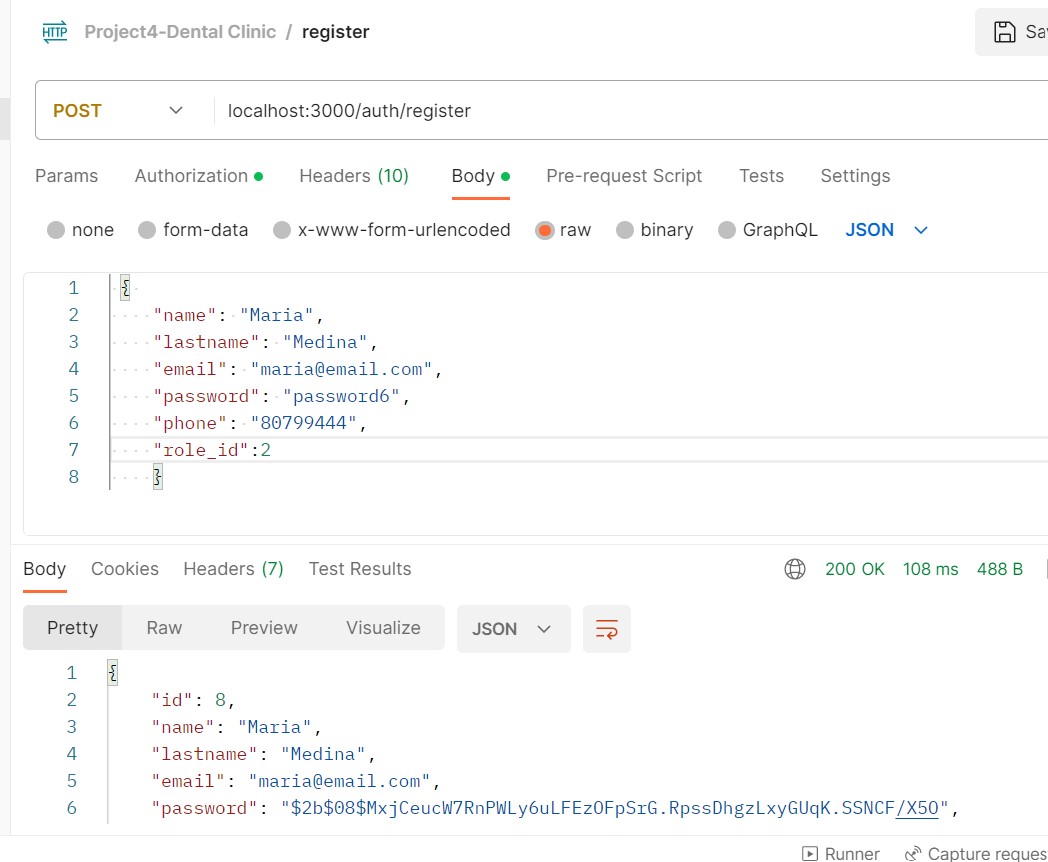 HTTP Project4-Dental Clinic / register
POST localhost:3000/auth/register
Params Authorization Headers (10) Body Pre-request Script Tests Settings
none form-data x-www-form-urlencoded raw binary GraphQL JSON
1 {
2 "name": "Maria",
3 "lastname": "Medina",
4 "email": "maria@email.com",
5 "password": "password6",
6 "phone": "80799444",
7 "role_id":2
8 }
Body Cookies Headers (7) Test Results 200 OK 108 ms 488 B
Pretty Raw Preview Visualize JSON
1 {
2 "id": 8,
3 "name": "Maria",
4 "lastname": "Medina",
5 "email": "maria@email.com",
6 "password": "$2b$08$MxjCeucW7RnPWLy6uLFEzOFpSrG.RpssDhgzLxyGUqK.SSNCF/X5O",
Runner Capture reques